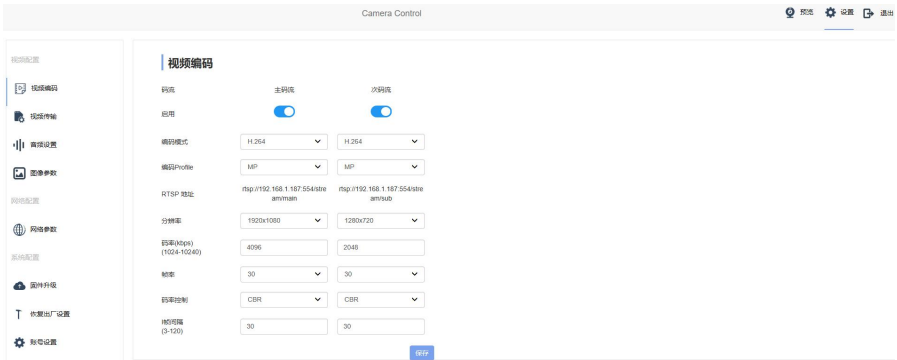 Camera Control
预览 设置 退出
视频配置
视频编码
视频传输
音频设置
图像参数
网络配置
网络参数
系统配置
固件升级
恢复出厂设置
账号设置
视频编码
码流 主码流 次码流
启用
编码模式 H.264 H.264
编码Profile MP MP
RTSP 地址 rtsp://192.168.1.187:554/stre rtsp://192.168.1.187:554/stre
am/main am/sub
分辨率 1920x1080 1280x720
码率(kbps)
(1024-10240) 4096 2048
帧率 30 30
码率控制 CBR CBR
I帧间隔
(3-120) 30 30
保存